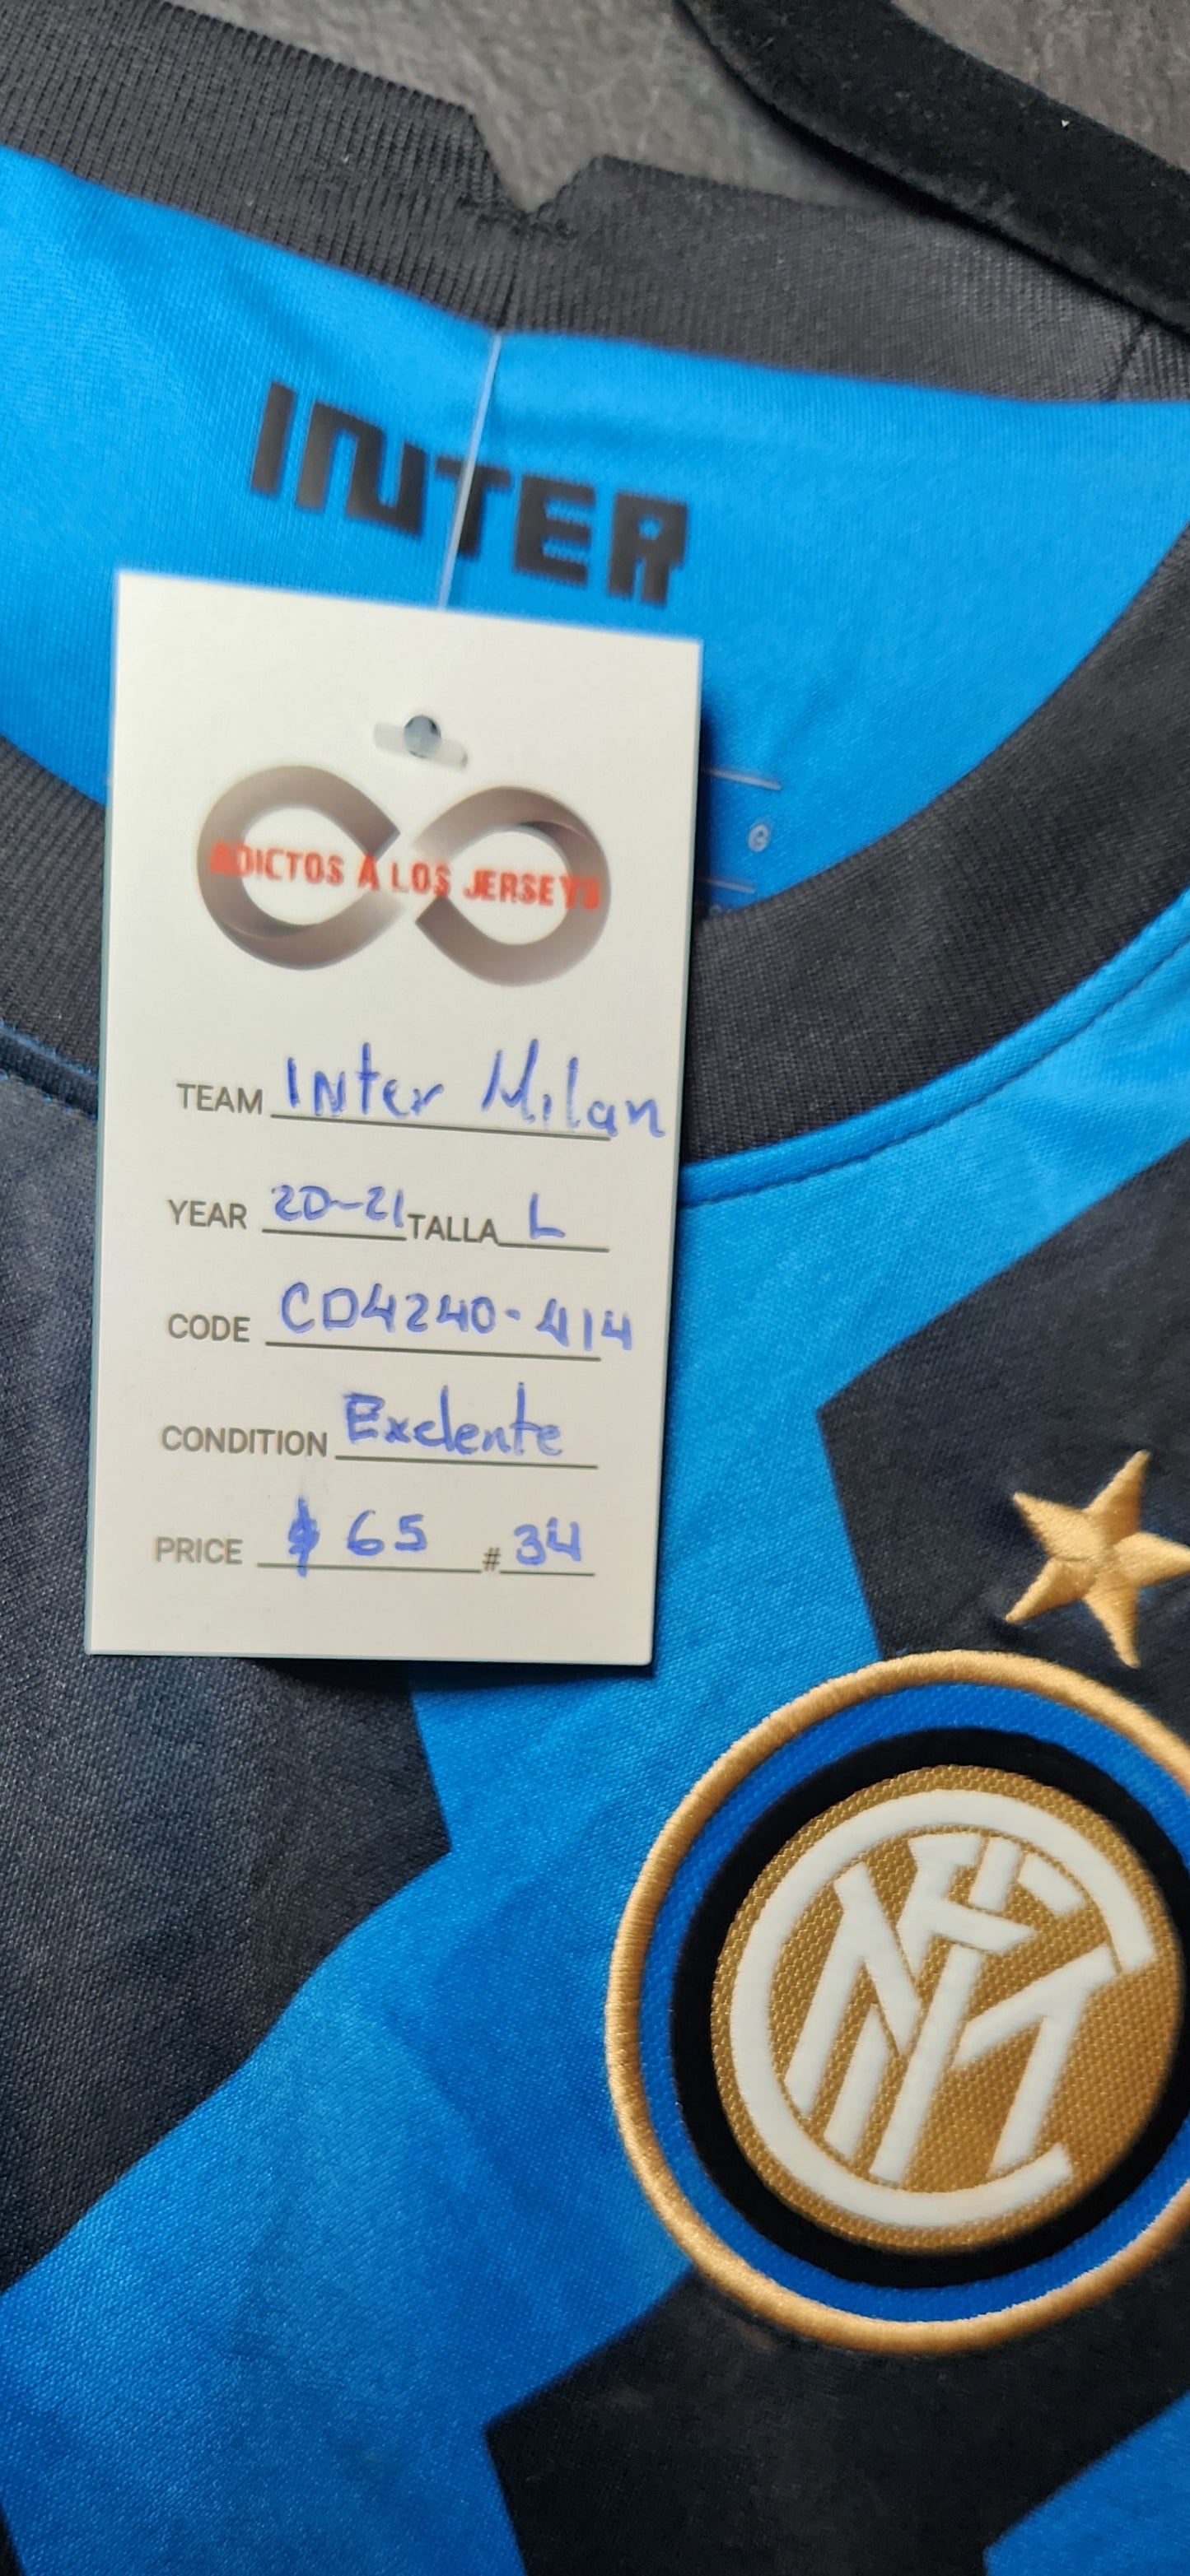 INTER
G
ADICTOS A LOS JERSEYS
TEAM Inter Milan
YEAR 20-21 TALLA L
CODE CD4240-414
CONDITION Exclente
PRICE $ 65 # 34